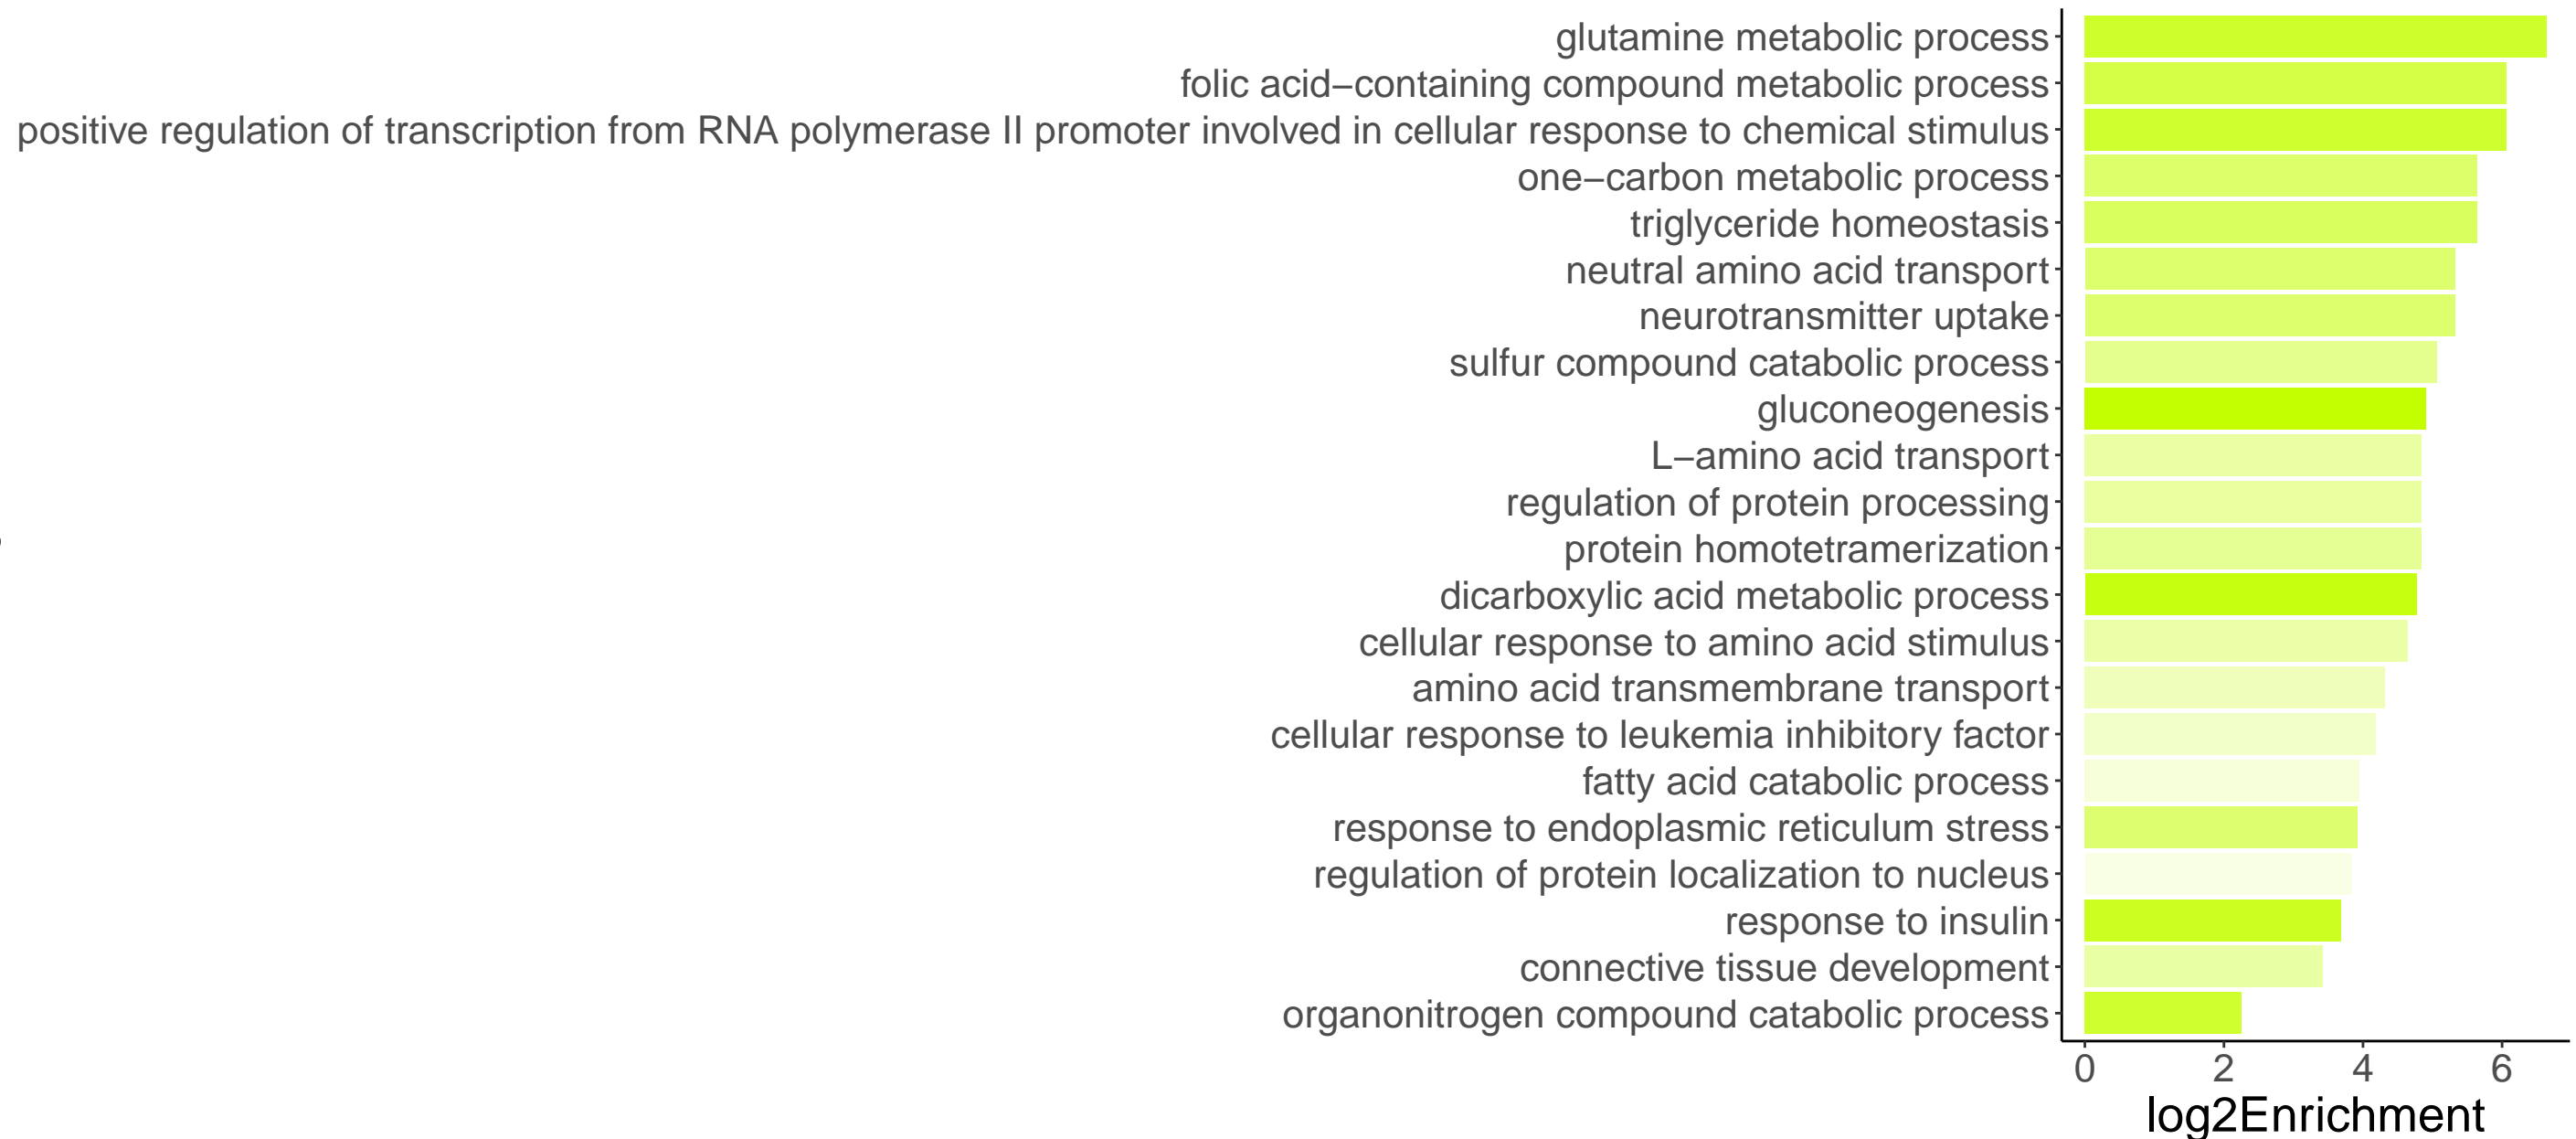 glutamine metabolic process
folic acid−containing compound metabolic process
positive regulation of transcription from RNA polymerase II promoter involved in cellular response to chemical stimulus
one−carbon metabolic process
triglyceride homeostasis
neutral amino acid transport
neurotransmitter uptake
sulfur compound catabolic process
gluconeogenesis
L−amino acid transport
regulation of protein processing
protein homotetramerization
dicarboxylic acid metabolic process
cellular response to amino acid stimulus
amino acid transmembrane transport
cellular response to leukemia inhibitory factor
fatty acid catabolic process
response to endoplasmic reticulum stress
regulation of protein localization to nucleus
response to insulin
connective tissue development
organonitrogen compound catabolic process
0 2 4 6
log2Enrichment